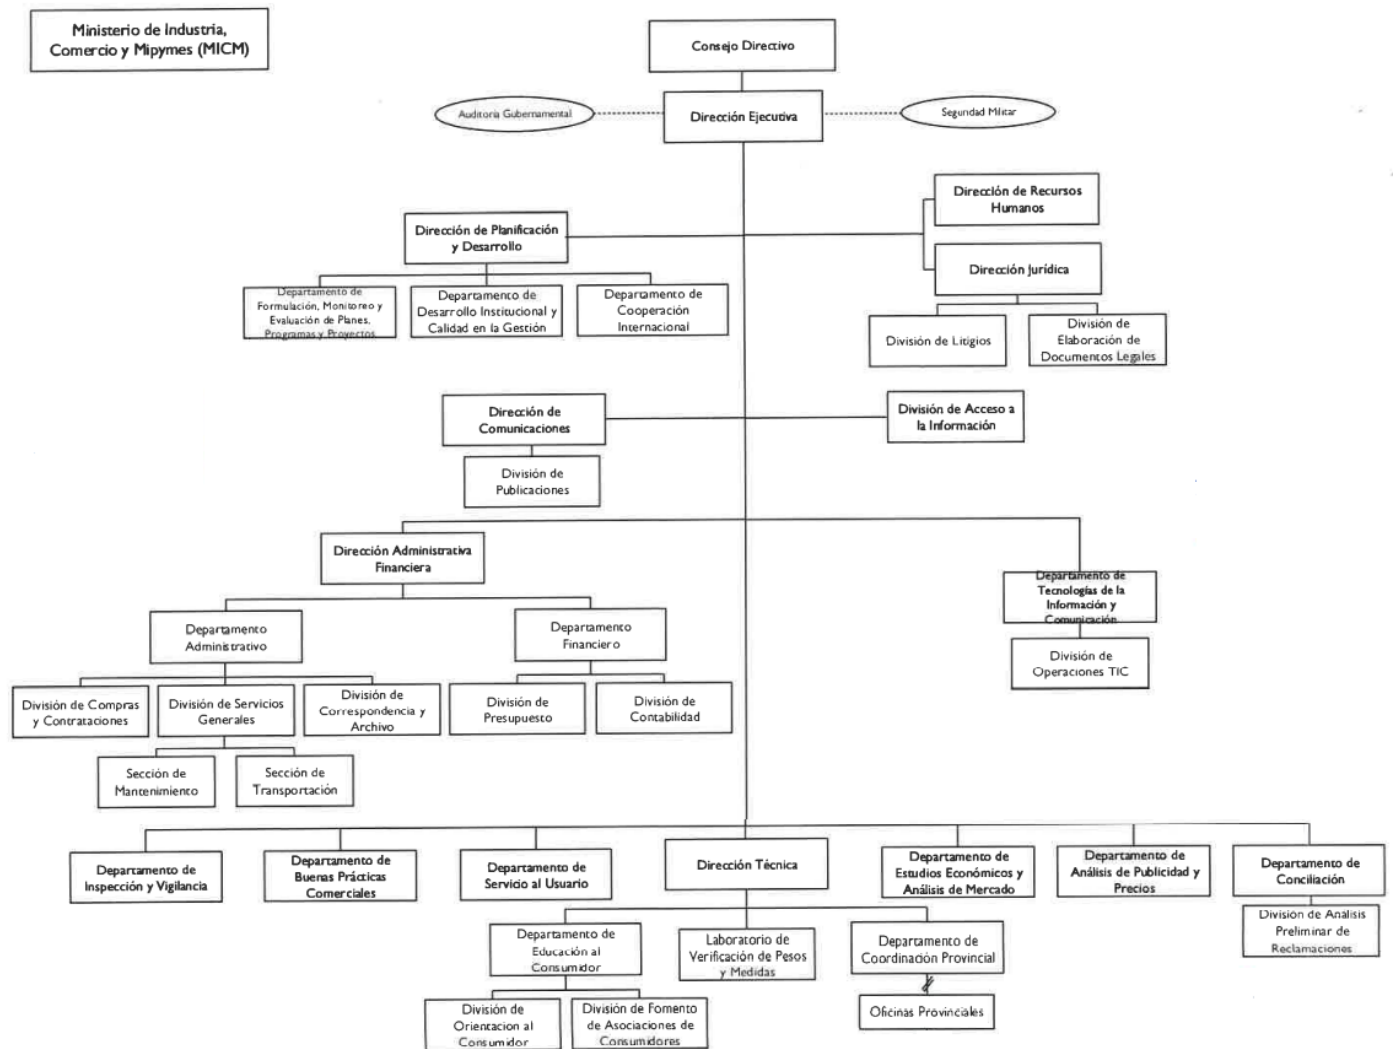 Ministerio de Industria,
Comercio y Mipymes (MICM)
Consejo Directivo
Auditoría Gubernamental
Dirección Ejecutiva
Seguridad Militar
Dirección de Recursos
Humanos
Dirección de Planificación
y Desarrollo
Dirección Jurídica
Departamento de
Formulación, Monitoreo y
Evaluación de Planes,
Programas y Proyectos
Departamento de
Desarrollo Institucional y
Calidad en la Gestión
Departamento de
Cooperación
Internacional
División de Litigios
División de
Elaboración de
Documentos Legales
Dirección de
Comunicaciones
División de Acceso a
la Información
División de
Publicaciones
Dirección Administrativa
Financiera
Departamento de
Tecnologías de la
Información y
Comunicación
Departamento
Administrativo
Departamento
Financiero
División de
Operaciones TIC
División de Compras
y Contrataciones
División de Servicios
Generales
División de
Correspondencia y
Archivo
División de
Presupuesto
División de
Contabilidad
Sección de
Mantenimiento
Sección de
Transportación
Departamento de
Inspección y Vigilancia
Departamento de
Buenas Prácticas
Comerciales
Departamento de
Servicio al Usuario
Dirección Técnica
Departamento de
Estudios Económicos y
Análisis de Mercado
Departamento de
Análisis de Publicidad y
Precios
Departamento de
Conciliación
Departamento de
Educación al
Consumidor
Laboratorio de
Verificación de Pesos
y Medidas
Departamento de
Coordinación Provincial
División de Análisis
Preliminar de
Reclamaciones
División de
Orientacion al
Consumidor
División de Fomento
de Asociaciones de
Consumidores
Oficinas Provinciales